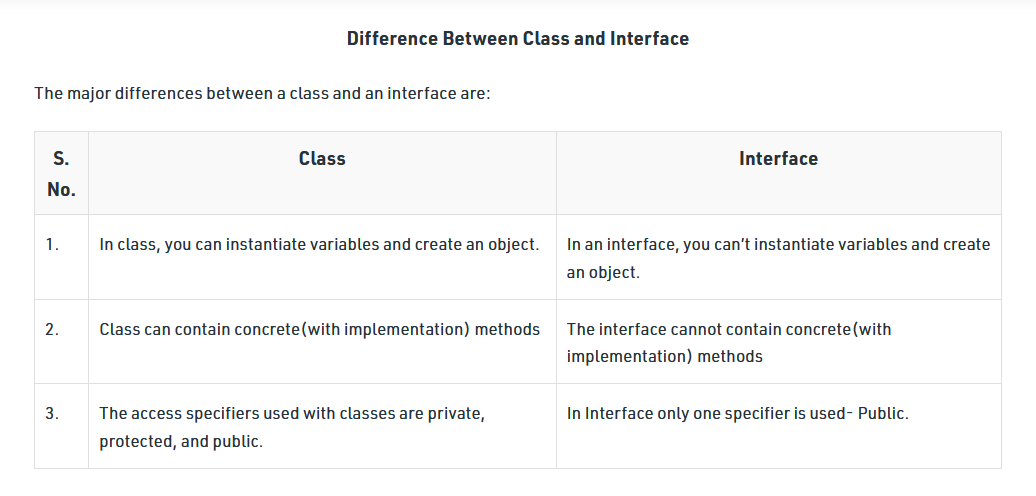 Difference Between Class and Interface
The major differences between a class and an interface are:
S.
No.
Class
Interface
1.
In class, you can instantiate variables and create an object.
In an interface, you can’t instantiate variables and create
an object.
2.
Class can contain concrete(with implementation) methods
The interface cannot contain concrete(with
implementation) methods
3.
The access specifiers used with classes are private,
protected, and public.
In Interface only one specifier is used- Public.